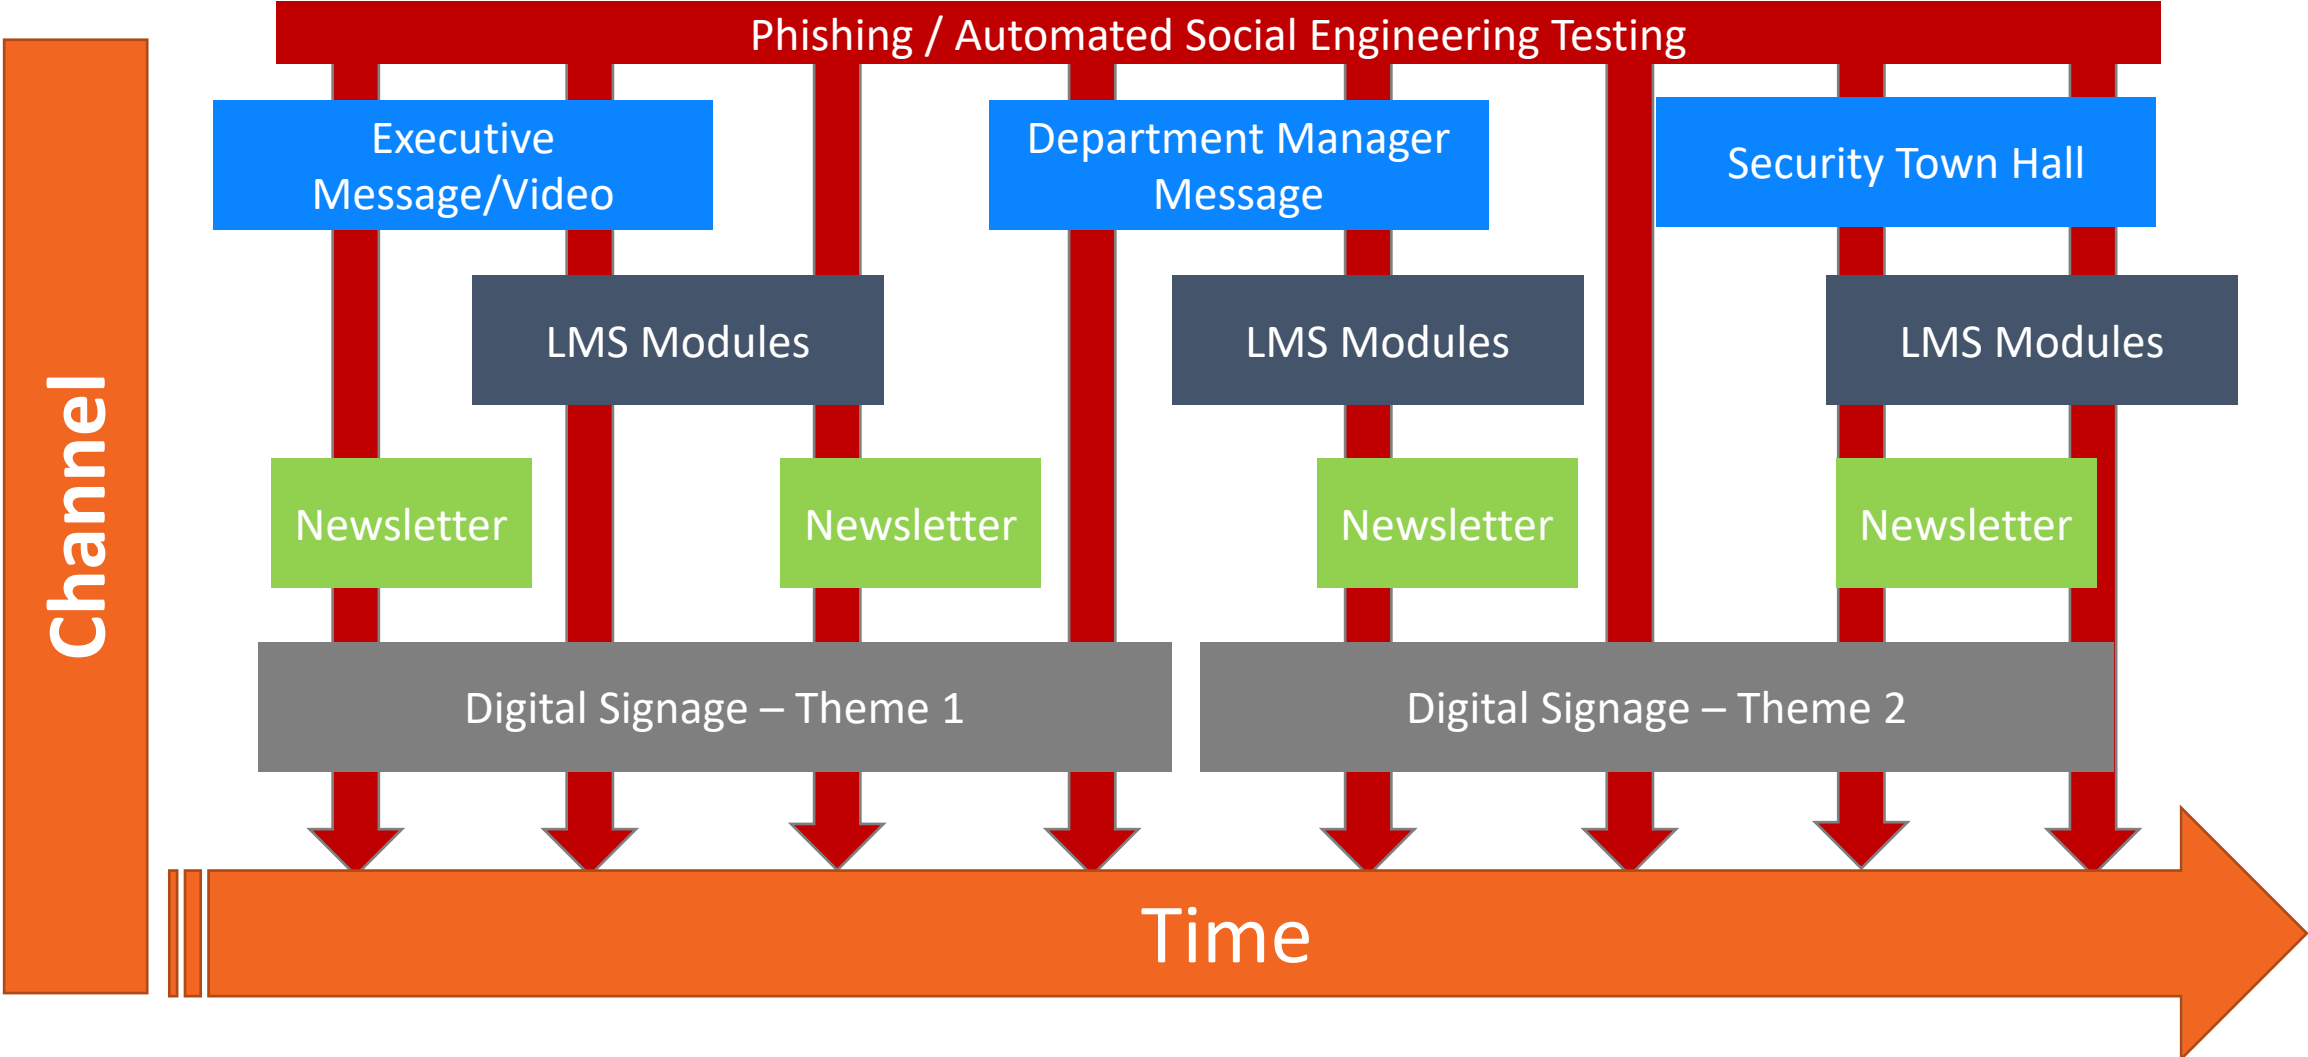 Phishing / Automated Social Engineering Testing
Executive
Message/Video
Department Manager
Message
Security Town Hall
LMS Modules
LMS Modules
LMS Modules
Channel
Newsletter
Newsletter
Newsletter
Newsletter
Digital Signage – Theme 1
Digital Signage – Theme 2
Time